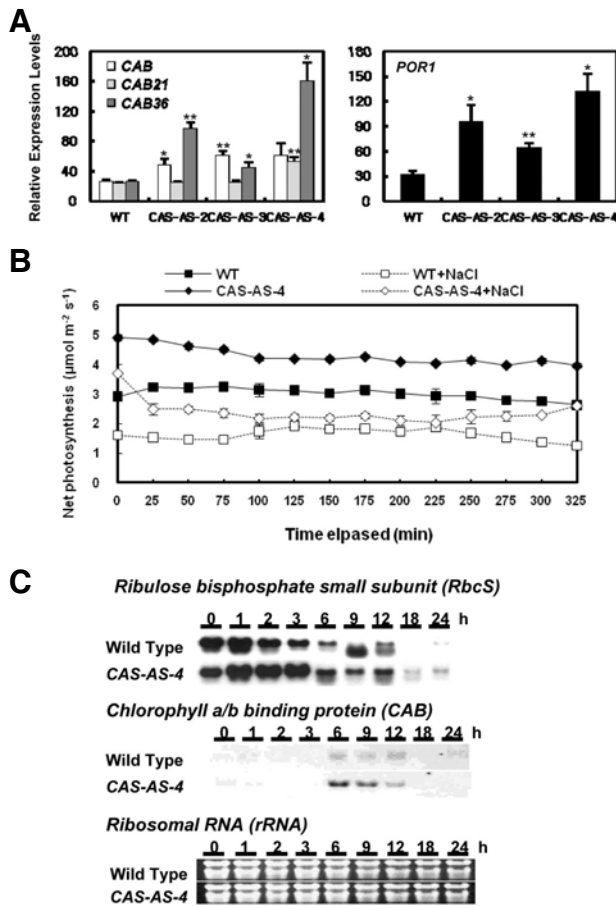 A
Relative Expression Levels
200
160
120
80
40
0
CAB
CAB21
CAB36
*
**
**
*
**
*
WT CAS-AS-2 CAS-AS-3 CAS-AS-4
180
150
120
90
60
30
0
POR1
*
**
*
WT CAS-AS-2 CAS-AS-3 CAS-AS-4
B
WT
WT+NaCl
CAS-AS-4
CAS-AS-4+NaCl
Net photosynthesis (µmol m-2 s-1)
6
5
4
3
2
1
0
0 25 50 75 100 125 150 175 200 225 250 275 300 325
Time elpased (min)
C
Ribulose bisphosphate small subunit (RbcS)
0 1 2 3 6 9 12 18 24 h
Wild Type
CAS-AS-4
Chlorophyll a/b binding protein (CAB)
0 1 2 3 6 9 12 18 24 h
Wild Type
CAS-AS-4
Ribosomal RNA (rRNA)
0 1 2 3 6 9 12 18 24 h
Wild Type
CAS-AS-4